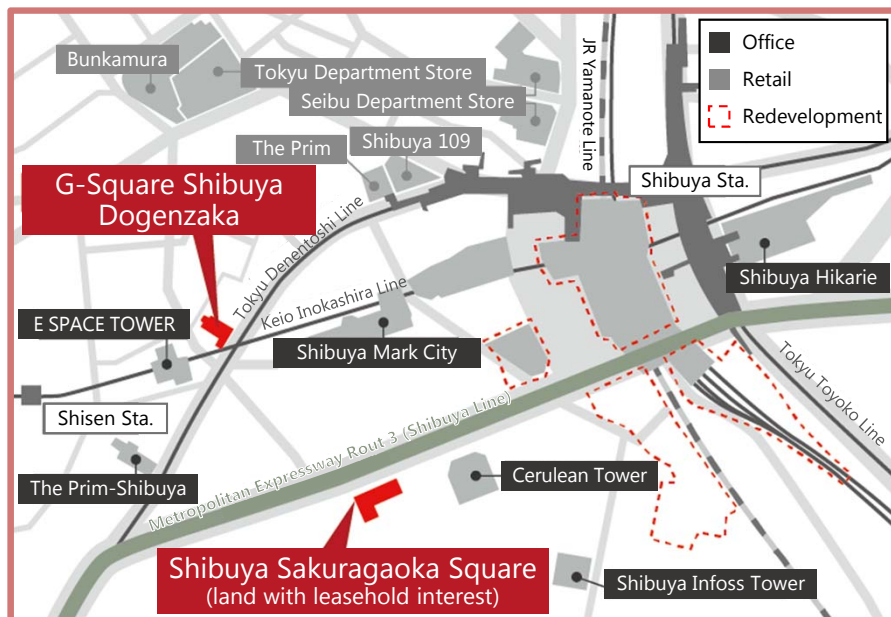 Bunkamura
Tokyu Department Store
Seibu Department Store
JR Yamanote Line
Office
Retail
Redevelopment
The Prim
Shibuya 109
Shibuya Sta.
G-Square Shibuya
Dogenzaka
Tokyu Denentoshi Line
Keio Inokashira Line
Shibuya Hikarie
E SPACE TOWER
Shibuya Mark City
Tokyu Toyoko Line
Shisen Sta.
Metropolitan Expressway Rout 3 (Shibuya Line)
The Prim-Shibuya
Cerulean Tower
Shibuya Sakuragaoka Square
(land with leasehold interest)
Shibuya Infoss Tower